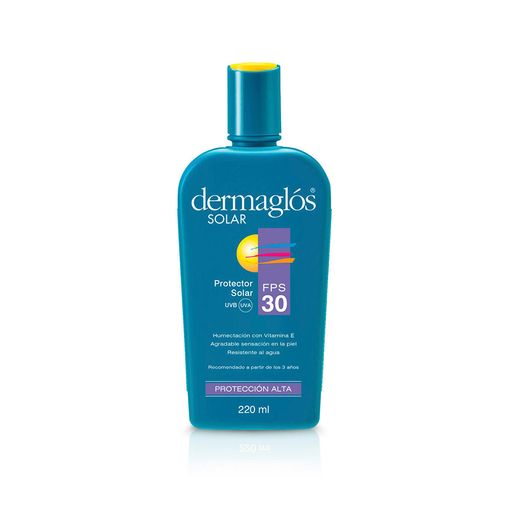 dermaglós®
SOLAR
Protector
Solar
UVB UVA
FPS
30
Humectación con Vitamina E
Agradable sensación en la piel
Resistente al agua
Recomendado a partir de los 3 años
PROTECCIÓN ALTA
220 ml